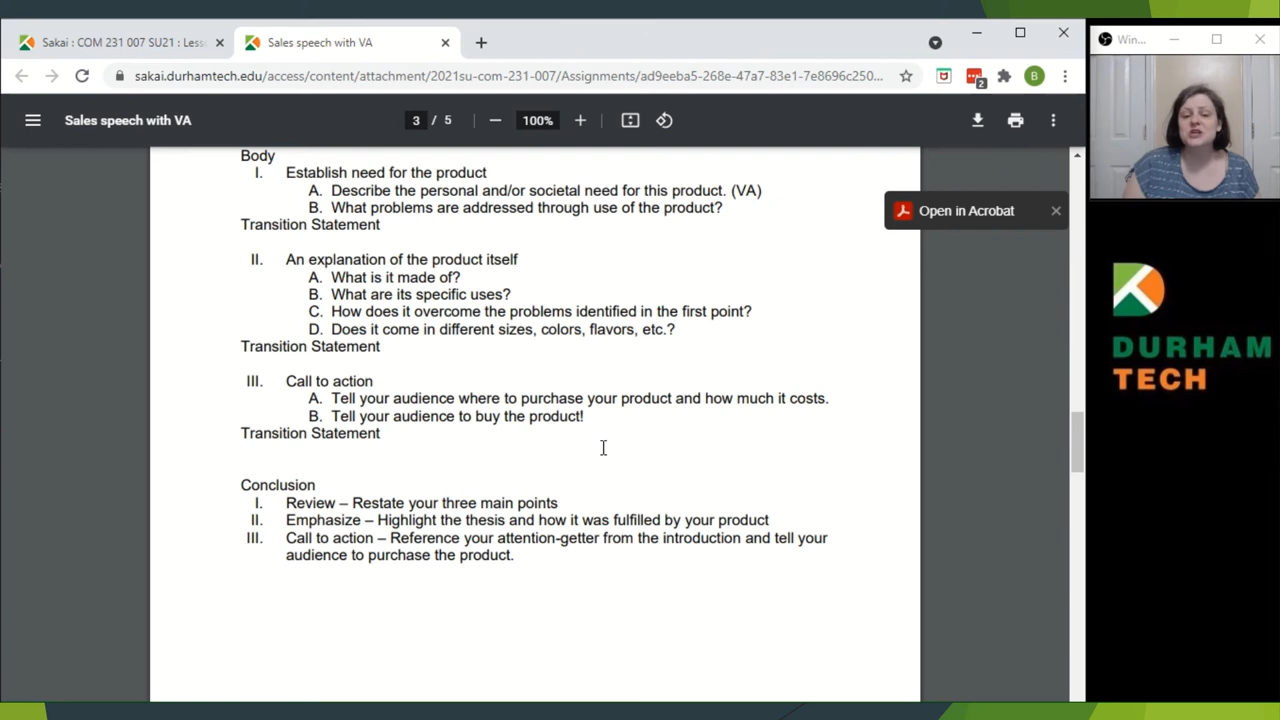 Sakai : COM 231 007 SU21 : Less
Sales speech with VA
Win...
sakai.durhamtech.edu/access/content/attachment/2021su-com-231-007/Assignments/ad9eeb5-268e-47a7-83e1-7e8696c250...
2
B
Sales speech with VA
3 / 5
100%
Open in Acrobat
Body
I. Establish need for the product
A. Describe the personal and/or societal need for this product. (VA)
B. What problems are addressed through use of the product?
Transition Statement
II. An explanation of the product itself
A. What is it made of?
B. What are its specific uses?
C. How does it overcome the problems identified in the first point?
D. Does it come in different sizes, colors, flavors, etc.?
Transition Statement
III. Call to action
A. Tell your audience where to purchase your product and how much it costs.
B. Tell your audience to buy the product!
Transition Statement
Conclusion
I. Review – Restate your three main points
II. Emphasize – Highlight the thesis and how it was fulfilled by your product
III. Call to action – Reference your attention-getter from the introduction and tell your
audience to purchase the product.
DURHAM
TECH